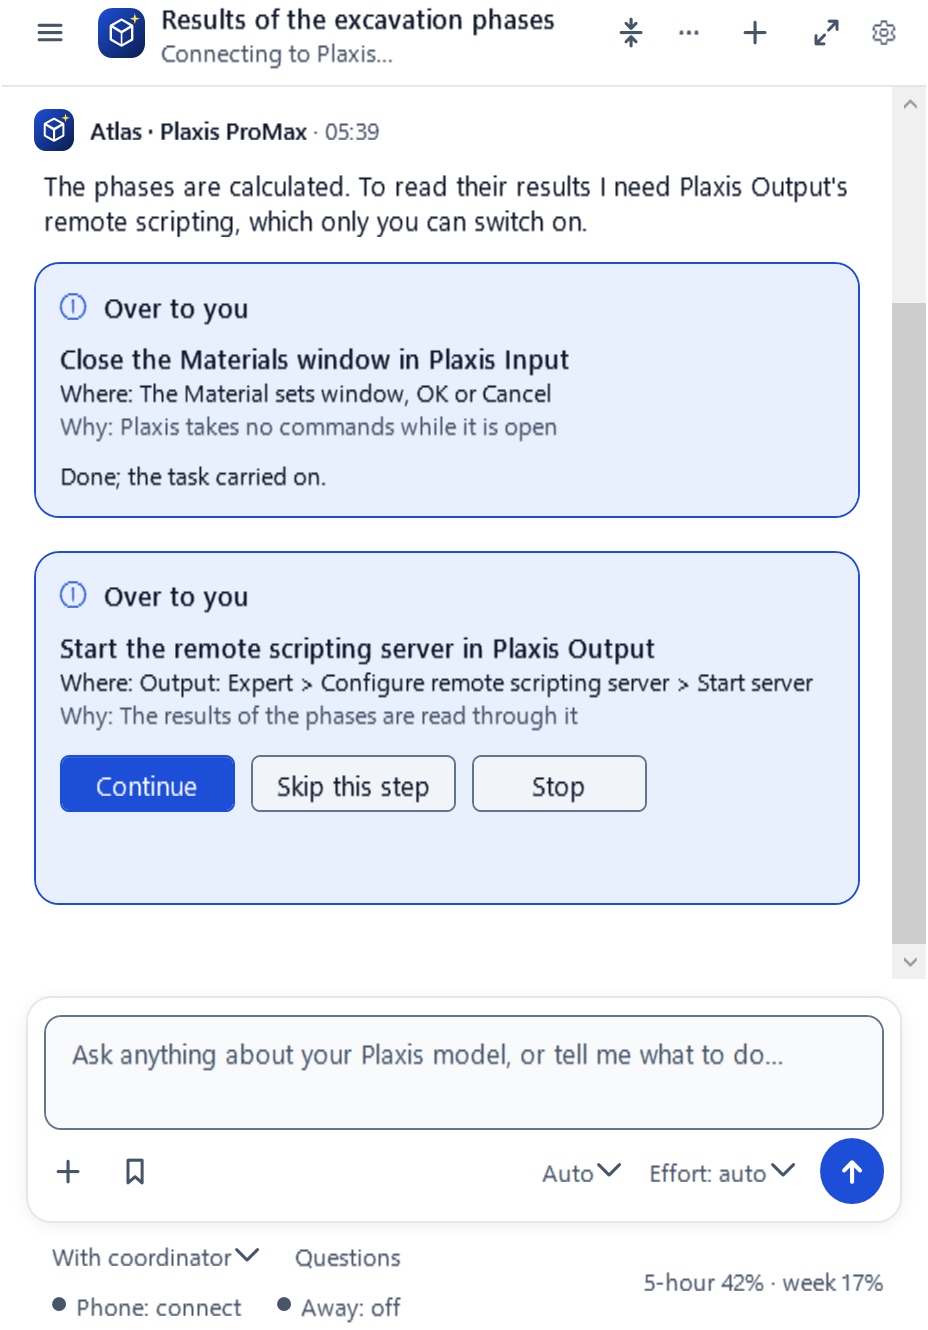 Results of the excavation phases
Connecting to Plaxis...
Atlas · Plaxis ProMax · 05:39
The phases are calculated. To read their results I need Plaxis Output's
remote scripting, which only you can switch on.
Over to you
Close the Materials window in Plaxis Input
Where: The Material sets window, OK or Cancel
Why: Plaxis takes no commands while it is open
Done; the task carried on.
Over to you
Start the remote scripting server in Plaxis Output
Where: Output: Expert > Configure remote scripting server > Start server
Why: The results of the phases are read through it
Continue Skip this step Stop
Ask anything about your Plaxis model, or tell me what to do...
Auto Effort: auto
With coordinator Questions
5-hour 42% · week 17%
Phone: connect Away: off